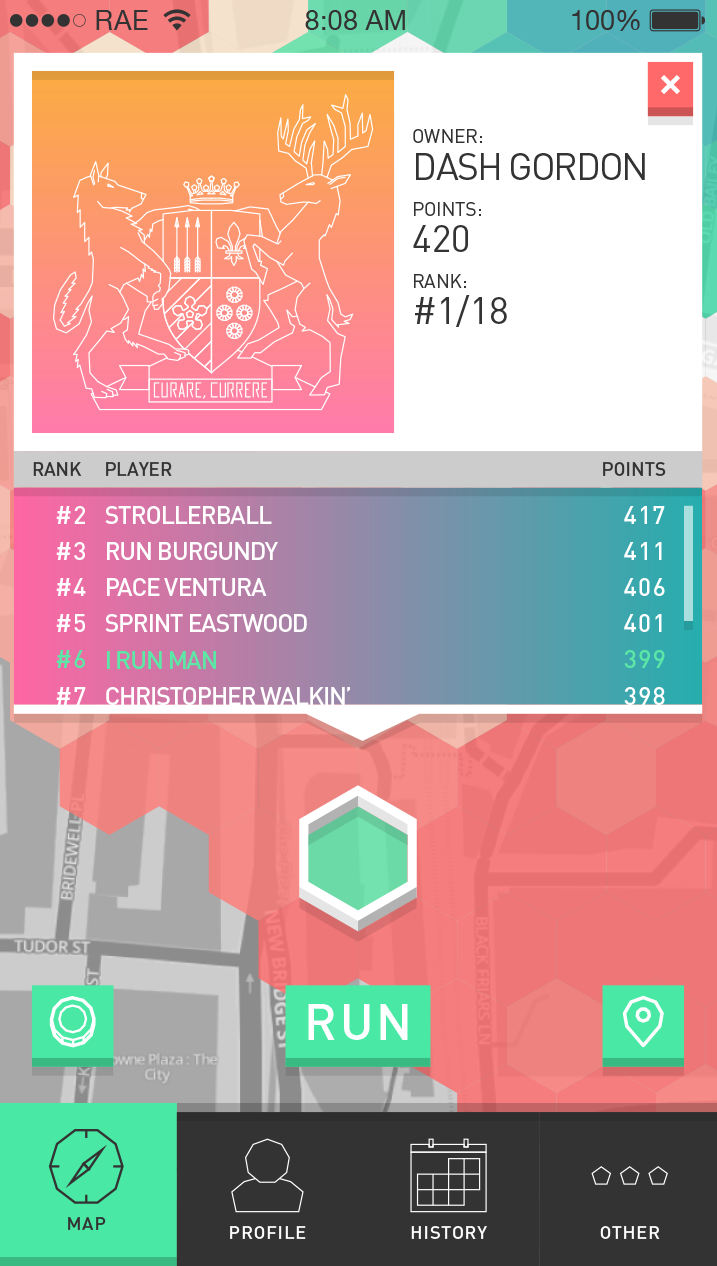 RAE 8:08 AM 100%
OWNER:
DASH GORDON
POINTS:
420
RANK:
#1/18
CURARE, CURRERE
RANK PLAYER POINTS
#2 STROLLERBALL 417
#3 RUN BURGUNDY 411
#4 PACE VENTURA 406
#5 SPRINT EASTWOOD 401
#6 I RUN MAN 399
#7 CHRISTOPHER WALKIN' 398
BRIDEWELL PL
TUDOR ST
NEW BRIDGE ST
BLACK FRIARS LN
RUN
Plaza : The
City
MAP
PROFILE
HISTORY
OTHER